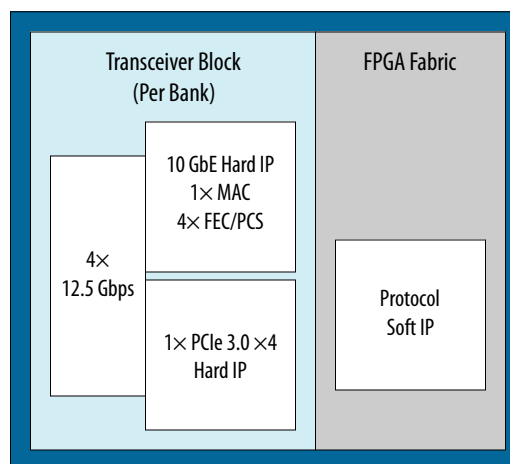 Transceiver Block
(Per Bank)
FPGA Fabric
10 GbE Hard IP
1× MAC
4× FEC/PCS
4×
12.5 Gbps
1× PCIe 3.0 ×4
Hard IP
Protocol
Soft IP